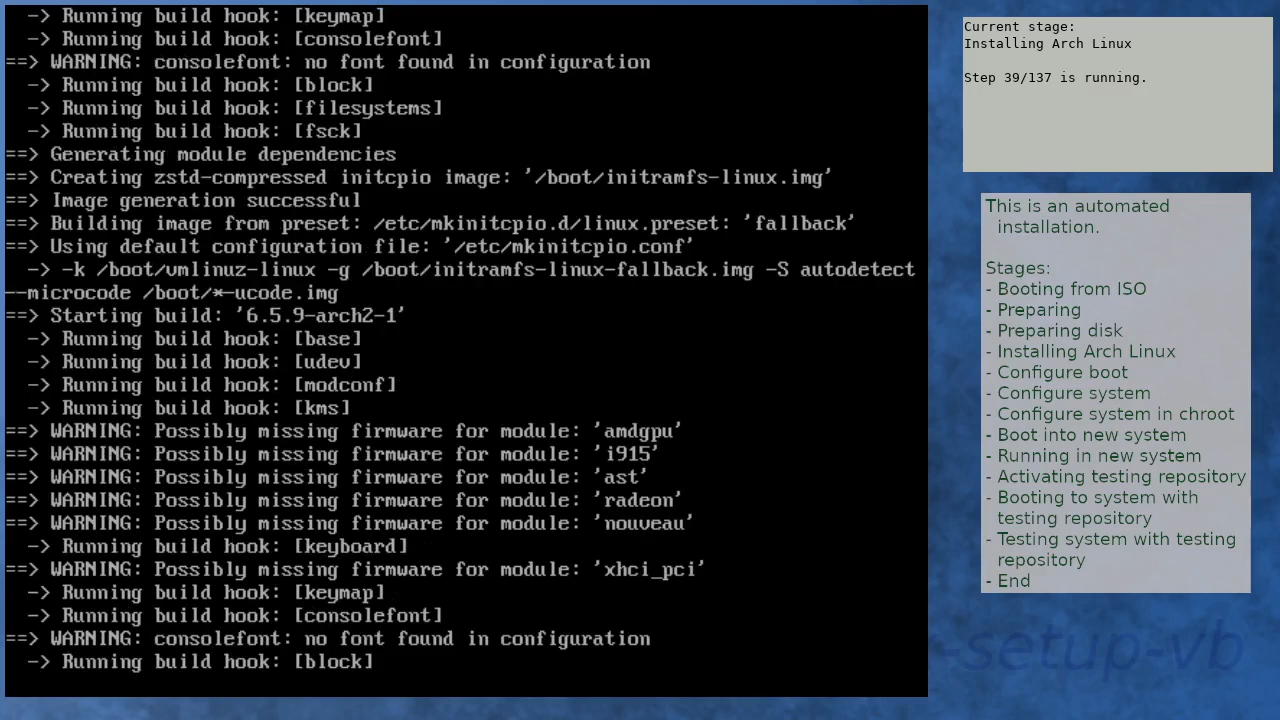 -> Running build hook: [keymap]
-> Running build hook: [consolefont]
==> WARNING: consolefont: no font found in configuration
-> Running build hook: [block]
-> Running build hook: [filesystems]
-> Running build hook: [fsck]
==> Generating module dependencies
==> Creating zstd-compressed initcpio image: '/boot/initramfs-linux.img'
==> Image generation successful
==> Building image from preset: /etc/mkinitcpio.d/linux.preset: 'fallback'
==> Using default configuration file: '/etc/mkinitcpio.conf'
-> -k /boot/vmlinuz-linux -g /boot/initramfs-linux-fallback.img -S autodetect
--microcode /boot/*-ucode.img
==> Starting build: '6.5.9-arch2-1'
-> Running build hook: [base]
-> Running build hook: [udev]
-> Running build hook: [modconf]
-> Running build hook: [kms]
==> WARNING: Possibly missing firmware for module: 'amdgpu'
==> WARNING: Possibly missing firmware for module: 'i915'
==> WARNING: Possibly missing firmware for module: 'ast'
==> WARNING: Possibly missing firmware for module: 'radeon'
==> WARNING: Possibly missing firmware for module: 'nouveau'
-> Running build hook: [keyboard]
==> WARNING: Possibly missing firmware for module: 'xhci_pci'
-> Running build hook: [keymap]
-> Running build hook: [consolefont]
==> WARNING: consolefont: no font found in configuration
-> Running build hook: [block]
Current stage:
Installing Arch Linux
Step 39/137 is running.
This is an automated
installation.
Stages:
- Booting from ISO
- Preparing
- Preparing disk
- Installing Arch Linux
- Configure boot
- Configure system
- Configure system in chroot
- Boot into new system
- Running in new system
- Activating testing repository
- Booting to system with
testing repository
- Testing system with testing
repository
- End
-setup-vb